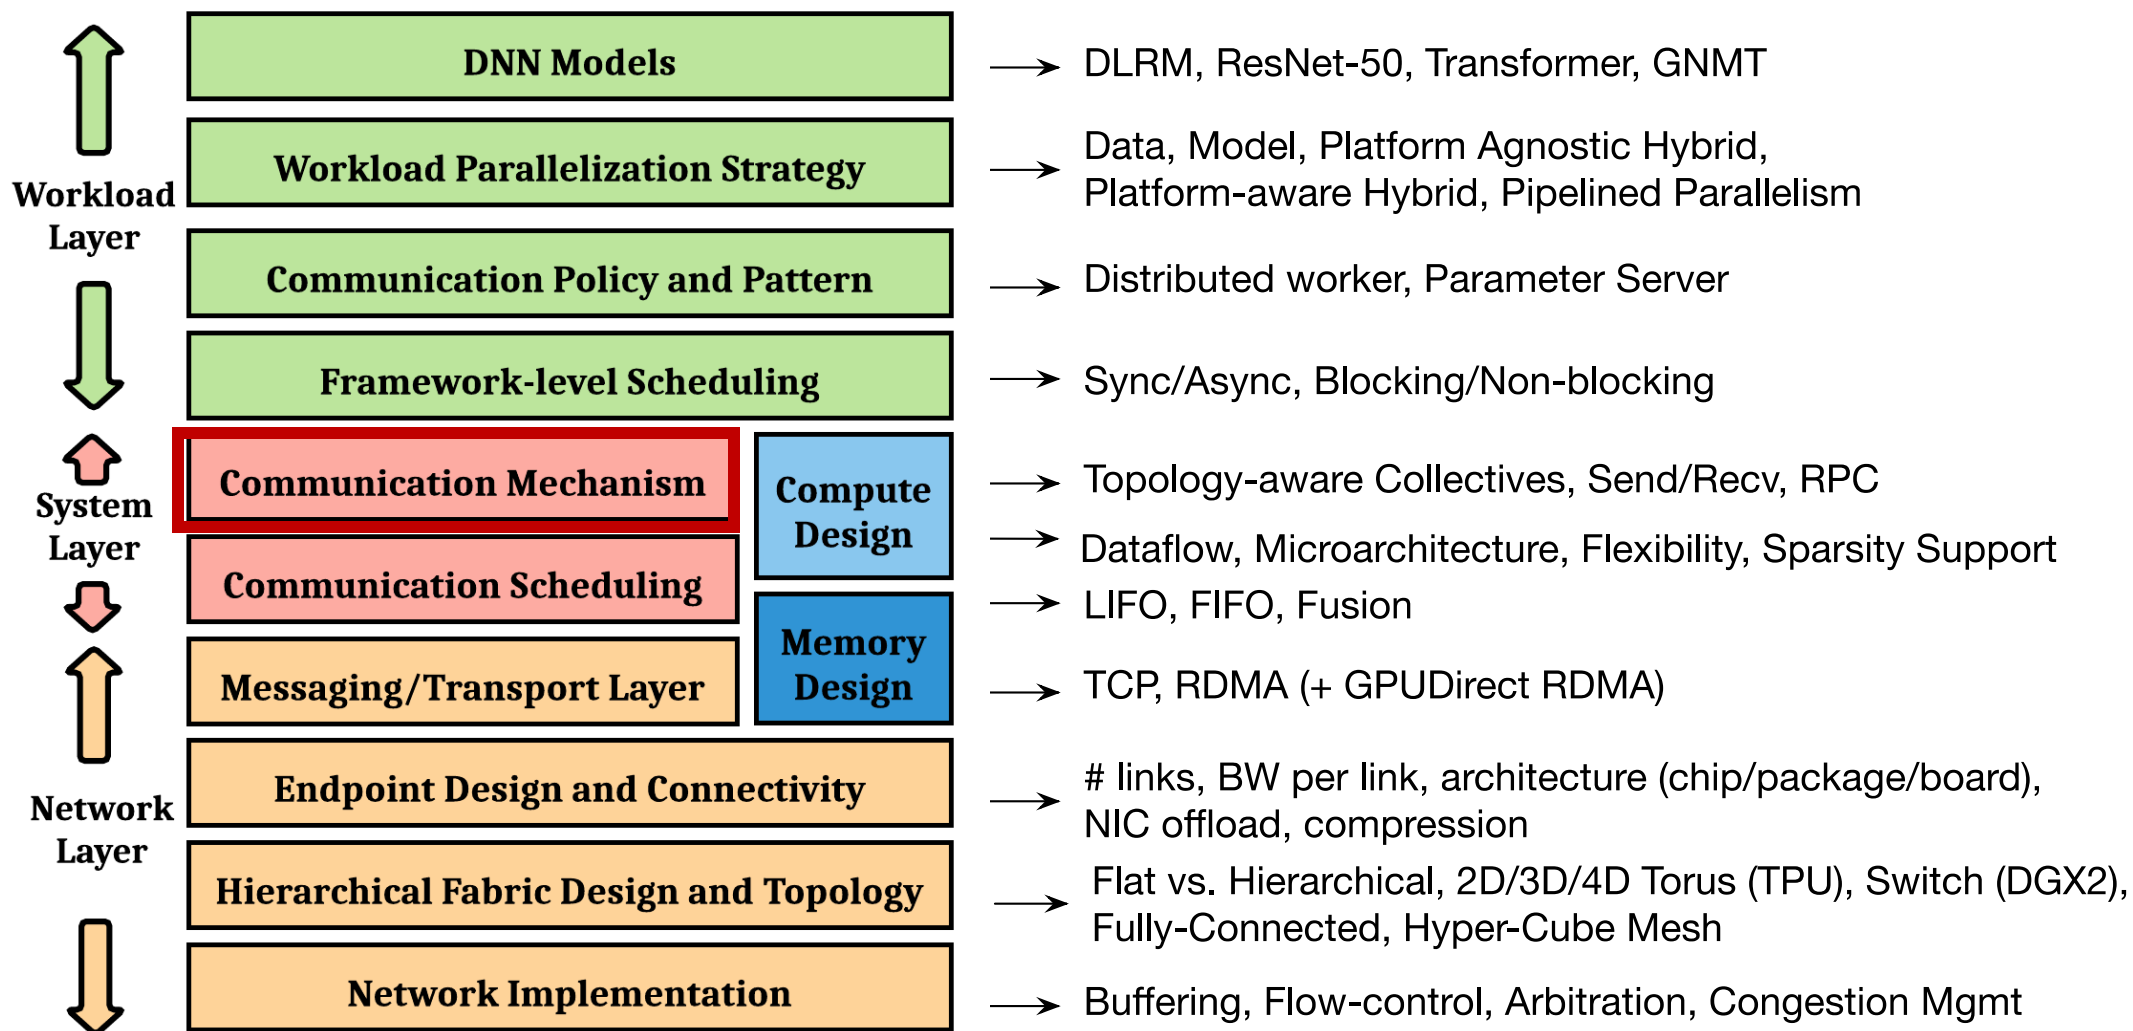 DNN Models
DLRM, ResNet-50, Transformer, GNMT
Workload Parallelization Strategy
Data, Model, Platform Agnostic Hybrid,
Platform-aware Hybrid, Pipelined Parallelism
Workload
Layer
Communication Policy and Pattern
Distributed worker, Parameter Server
Framework-level Scheduling
Sync/Async, Blocking/Non-blocking
System
Layer
Communication Mechanism
Compute
Design
Topology-aware Collectives, Send/Recv, RPC
Dataflow, Microarchitecture, Flexibility, Sparsity Support
Communication Scheduling
LIFO, FIFO, Fusion
Memory
Design
Messaging/Transport Layer
TCP, RDMA (+ GPUDirect RDMA)
Network
Layer
Endpoint Design and Connectivity
# links, BW per link, architecture (chip/package/board),
NIC offload, compression
Hierarchical Fabric Design and Topology
Flat vs. Hierarchical, 2D/3D/4D Torus (TPU), Switch (DGX2),
Fully-Connected, Hyper-Cube Mesh
Network Implementation
Buffering, Flow-control, Arbitration, Congestion Mgmt